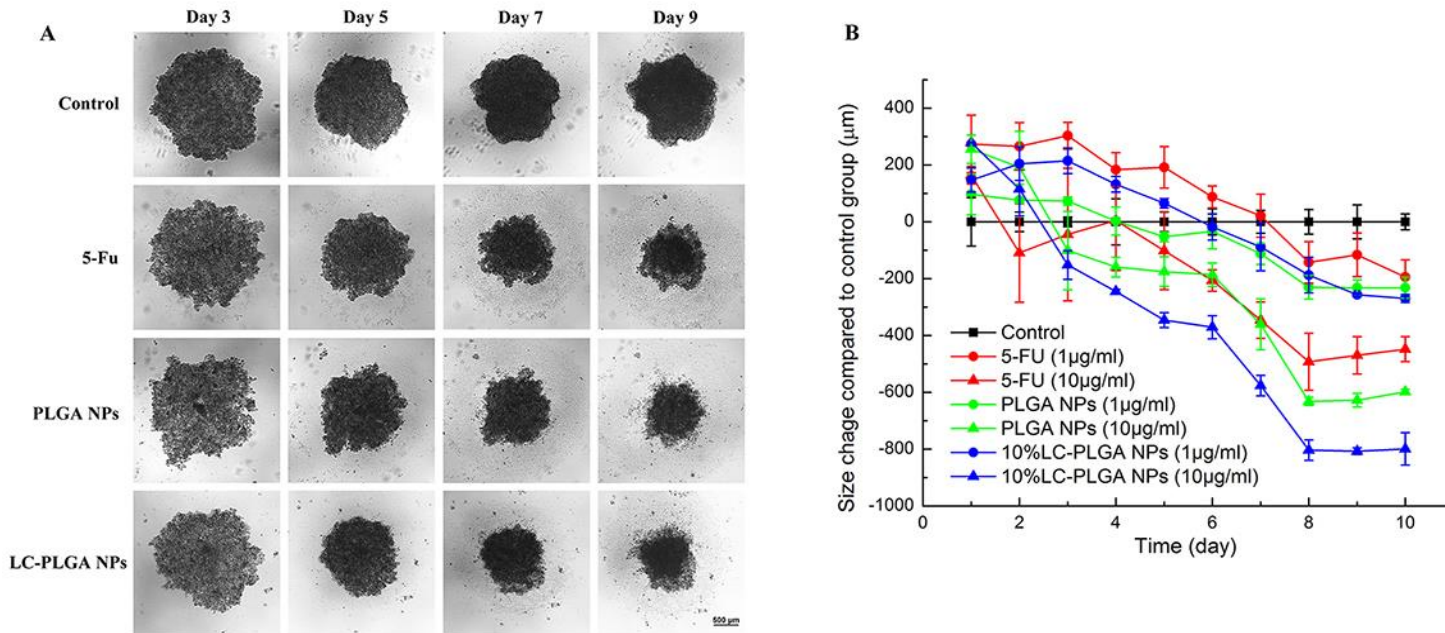 A
Day 3
Day 5
Day 7
Day 9
Control
5-Fu
PLGA NPs
LC-PLGA NPs
500 µm
B
Size chage compared to control group (µm)
400
200
0
-200
-400
-600
-800
-1000
Control
5-FU (1µg/ml)
5-FU (10µg/ml)
PLGA NPs (1µg/ml)
PLGA NPs (10µg/ml)
10%LC-PLGA NPs (1µg/ml)
10%LC-PLGA NPs (10µg/ml)
0 2 4 6 8 10
Time (day)